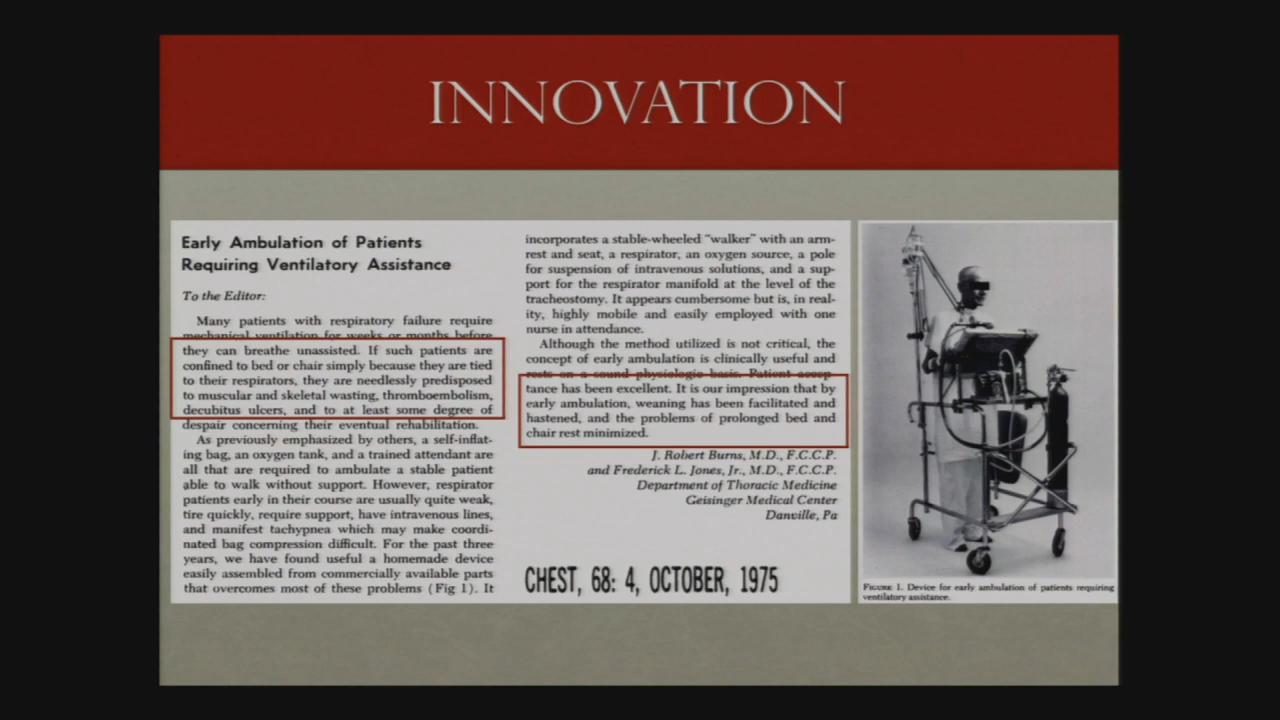 INNOVATION
Early Ambulation of Patients
Requiring Ventilatory Assistance
To the Editor:
Many patients with respiratory failure require
mechanical ventilation for weeks or months before
they can breathe unassisted. If such patients are
confined to bed or chair simply because they are tied
to their respirators, they are needlessly predisposed
to muscular and skeletal wasting, thromboembolism,
decubitus ulcers, and to at least some degree of
despair concerning their eventual rehabilitation.
As previously emphasized by others, a self-inflat-
ing bag, an oxygen tank, and a trained attendant are
all that are required to ambulate a stable patient
able to walk without support. However, respirator
patients early in their course are usually quite weak,
tire quickly, require support, have intravenous lines,
and manifest tachypnea which may make coordi-
nated bag compression difficult. For the past three
years, we have found useful a homemade device
easily assembled from commercially available parts
that overcomes most of these problems (Fig 1). It
incorporates a stable-wheeled “walker” with an arm-
rest and seat, a respirator, an oxygen source, a pole
for suspension of intravenous solutions, and a sup-
port for the respirator manifold at the level of the
tracheostomy. It appears cumbersome but is, in real-
ity, highly mobile and easily employed with one
nurse in attendance.
Although the method utilized is not critical, the
concept of early ambulation is clinically useful and
rests on a sound physiologic basis. Patient accep-
tance has been excellent. It is our impression that by
early ambulation, weaning has been facilitated and
hastened, and the problems of prolonged bed and
chair rest minimized.
J. Robert Burns, M.D., F.C.C.P.
and Frederick L. Jones, Jr., M.D., F.C.C.P.
Department of Thoracic Medicine
Geisinger Medical Center
Danville, Pa
CHEST, 68: 4, OCTOBER, 1975
FIGURE 1. Device for early ambulation of patients requiring
ventilatory assistance.